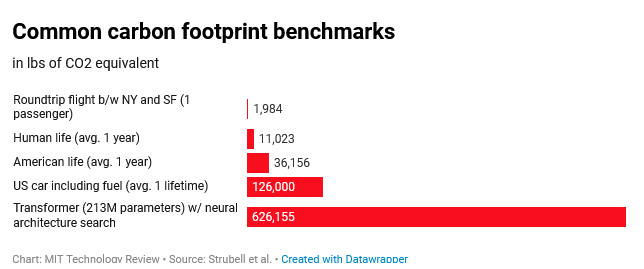 Common carbon footprint benchmarks
in lbs of CO2 equivalent
Roundtrip flight b/w NY and SF (1
passenger)
1,984
Human life (avg. 1 year)
11,023
American life (avg. 1 year)
36,156
US car including fuel (avg. 1 lifetime)
126,000
Transformer (213M parameters) w/ neural
architecture search
626,155
Chart: MIT Technology Review • Source: Strubell et al. • Created with Datawrapper